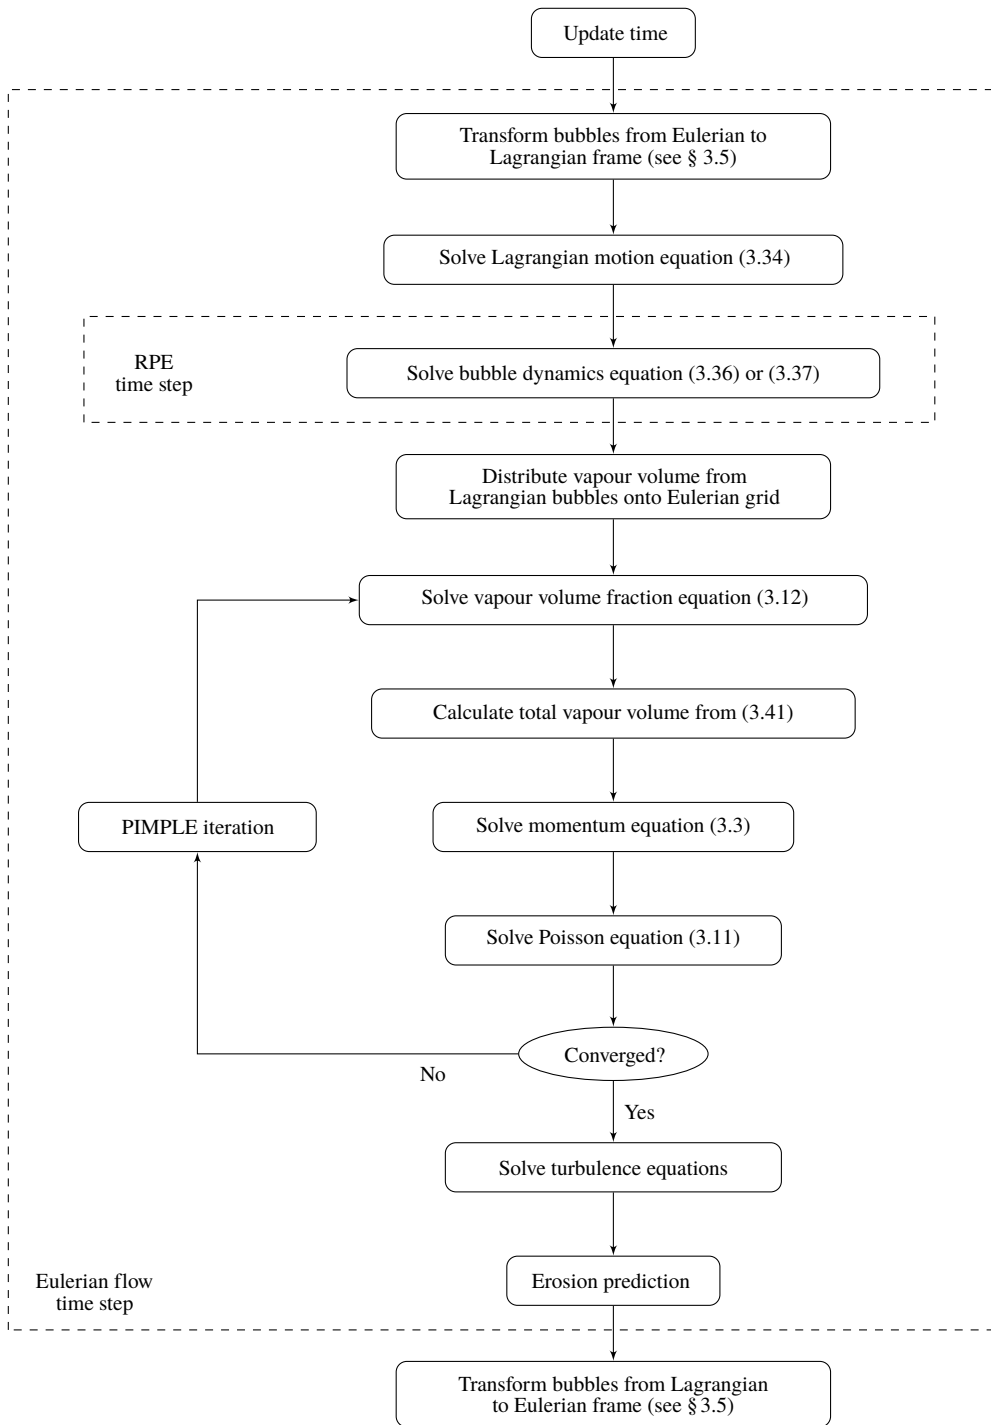 Update time
Transform bubbles from Eulerian to
Lagrangian frame (see § 3.5)
Solve Lagrangian motion equation (3.34)
RPE
time step
Solve bubble dynamics equation (3.36) or (3.37)
Distribute vapour volume from
Lagrangian bubbles onto Eulerian grid
Solve vapour volume fraction equation (3.12)
Calculate total vapour volume from (3.41)
PIMPLE iteration
Solve momentum equation (3.3)
Solve Poisson equation (3.11)
Converged?
No
Yes
Solve turbulence equations
Erosion prediction
Eulerian flow
time step
Transform bubbles from Lagrangian
to Eulerian frame (see § 3.5)